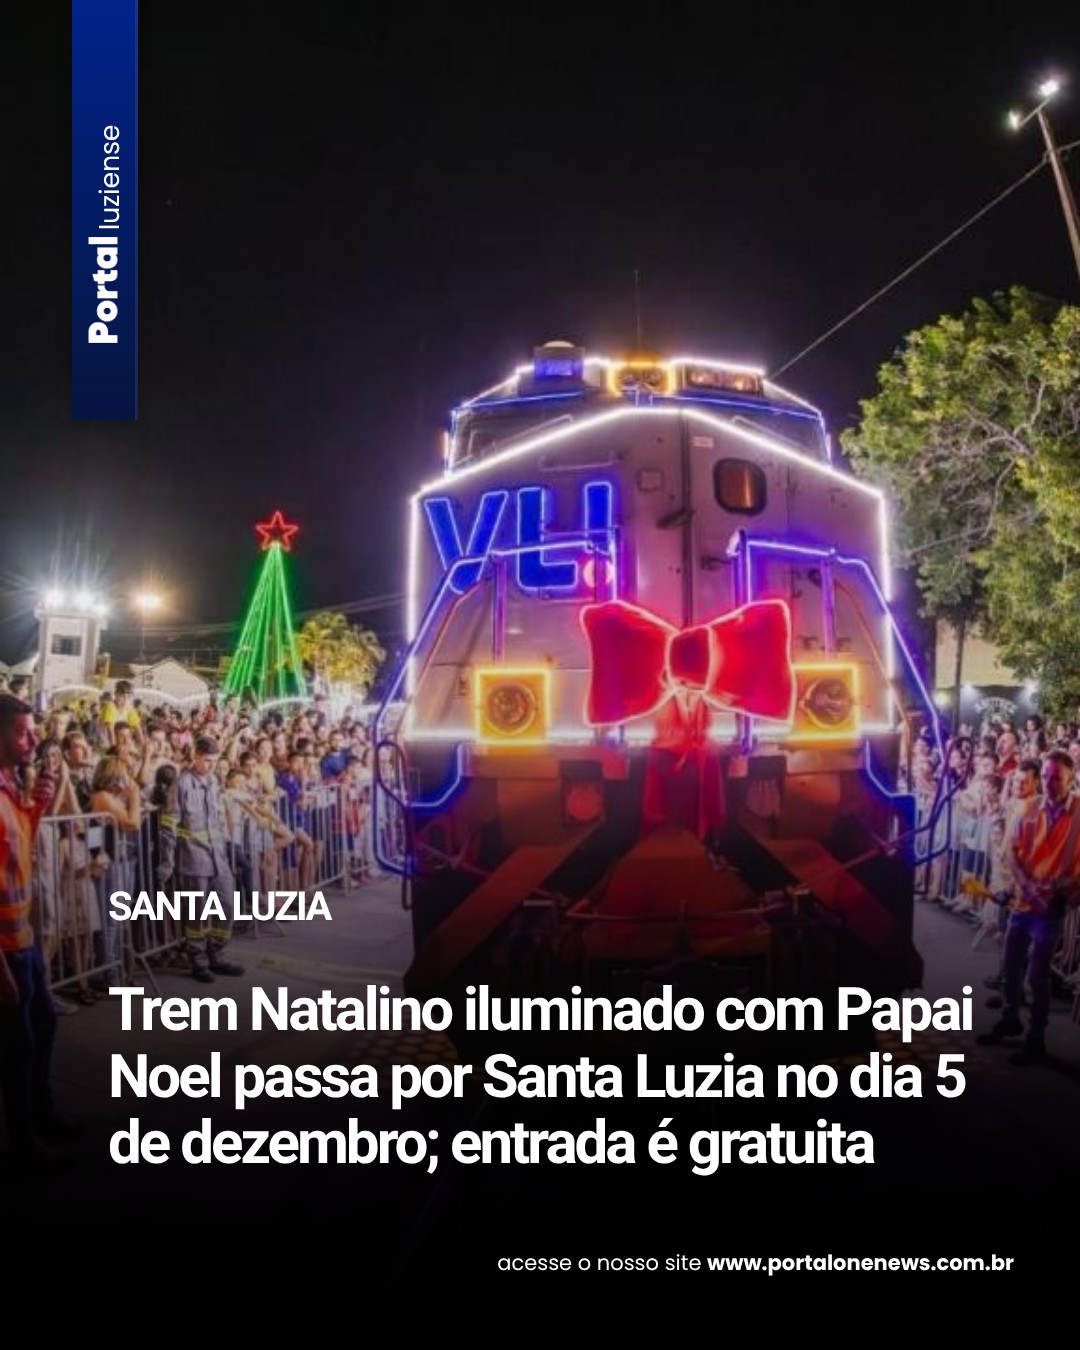 Portal luziense
VLI
SANTA LUZIA
Trem Natalino iluminado com Papai
Noel passa por Santa Luzia no dia 5
de dezembro; entrada é gratuita
acesse o nosso site www.portalonenews.com.br